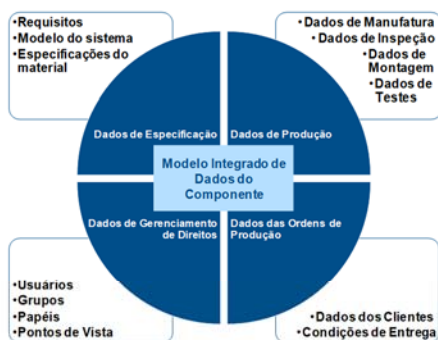 •Requisitos
•Modelo do sistema
•Especificações do
material
•Dados de Manufatura
•Dados de Inspeção
•Dados de
Montagem
•Dados de
Testes
Dados de Especificação
Dados de Produção
Modelo Integrado de
Dados do
Componente
Dados de Gerenciamento
de Direitos
Dados das Ordens de
Produção
•Usuários
•Grupos
•Papéis
•Pontos de Vista
•Dados dos Clientes
•Condições de Entrega